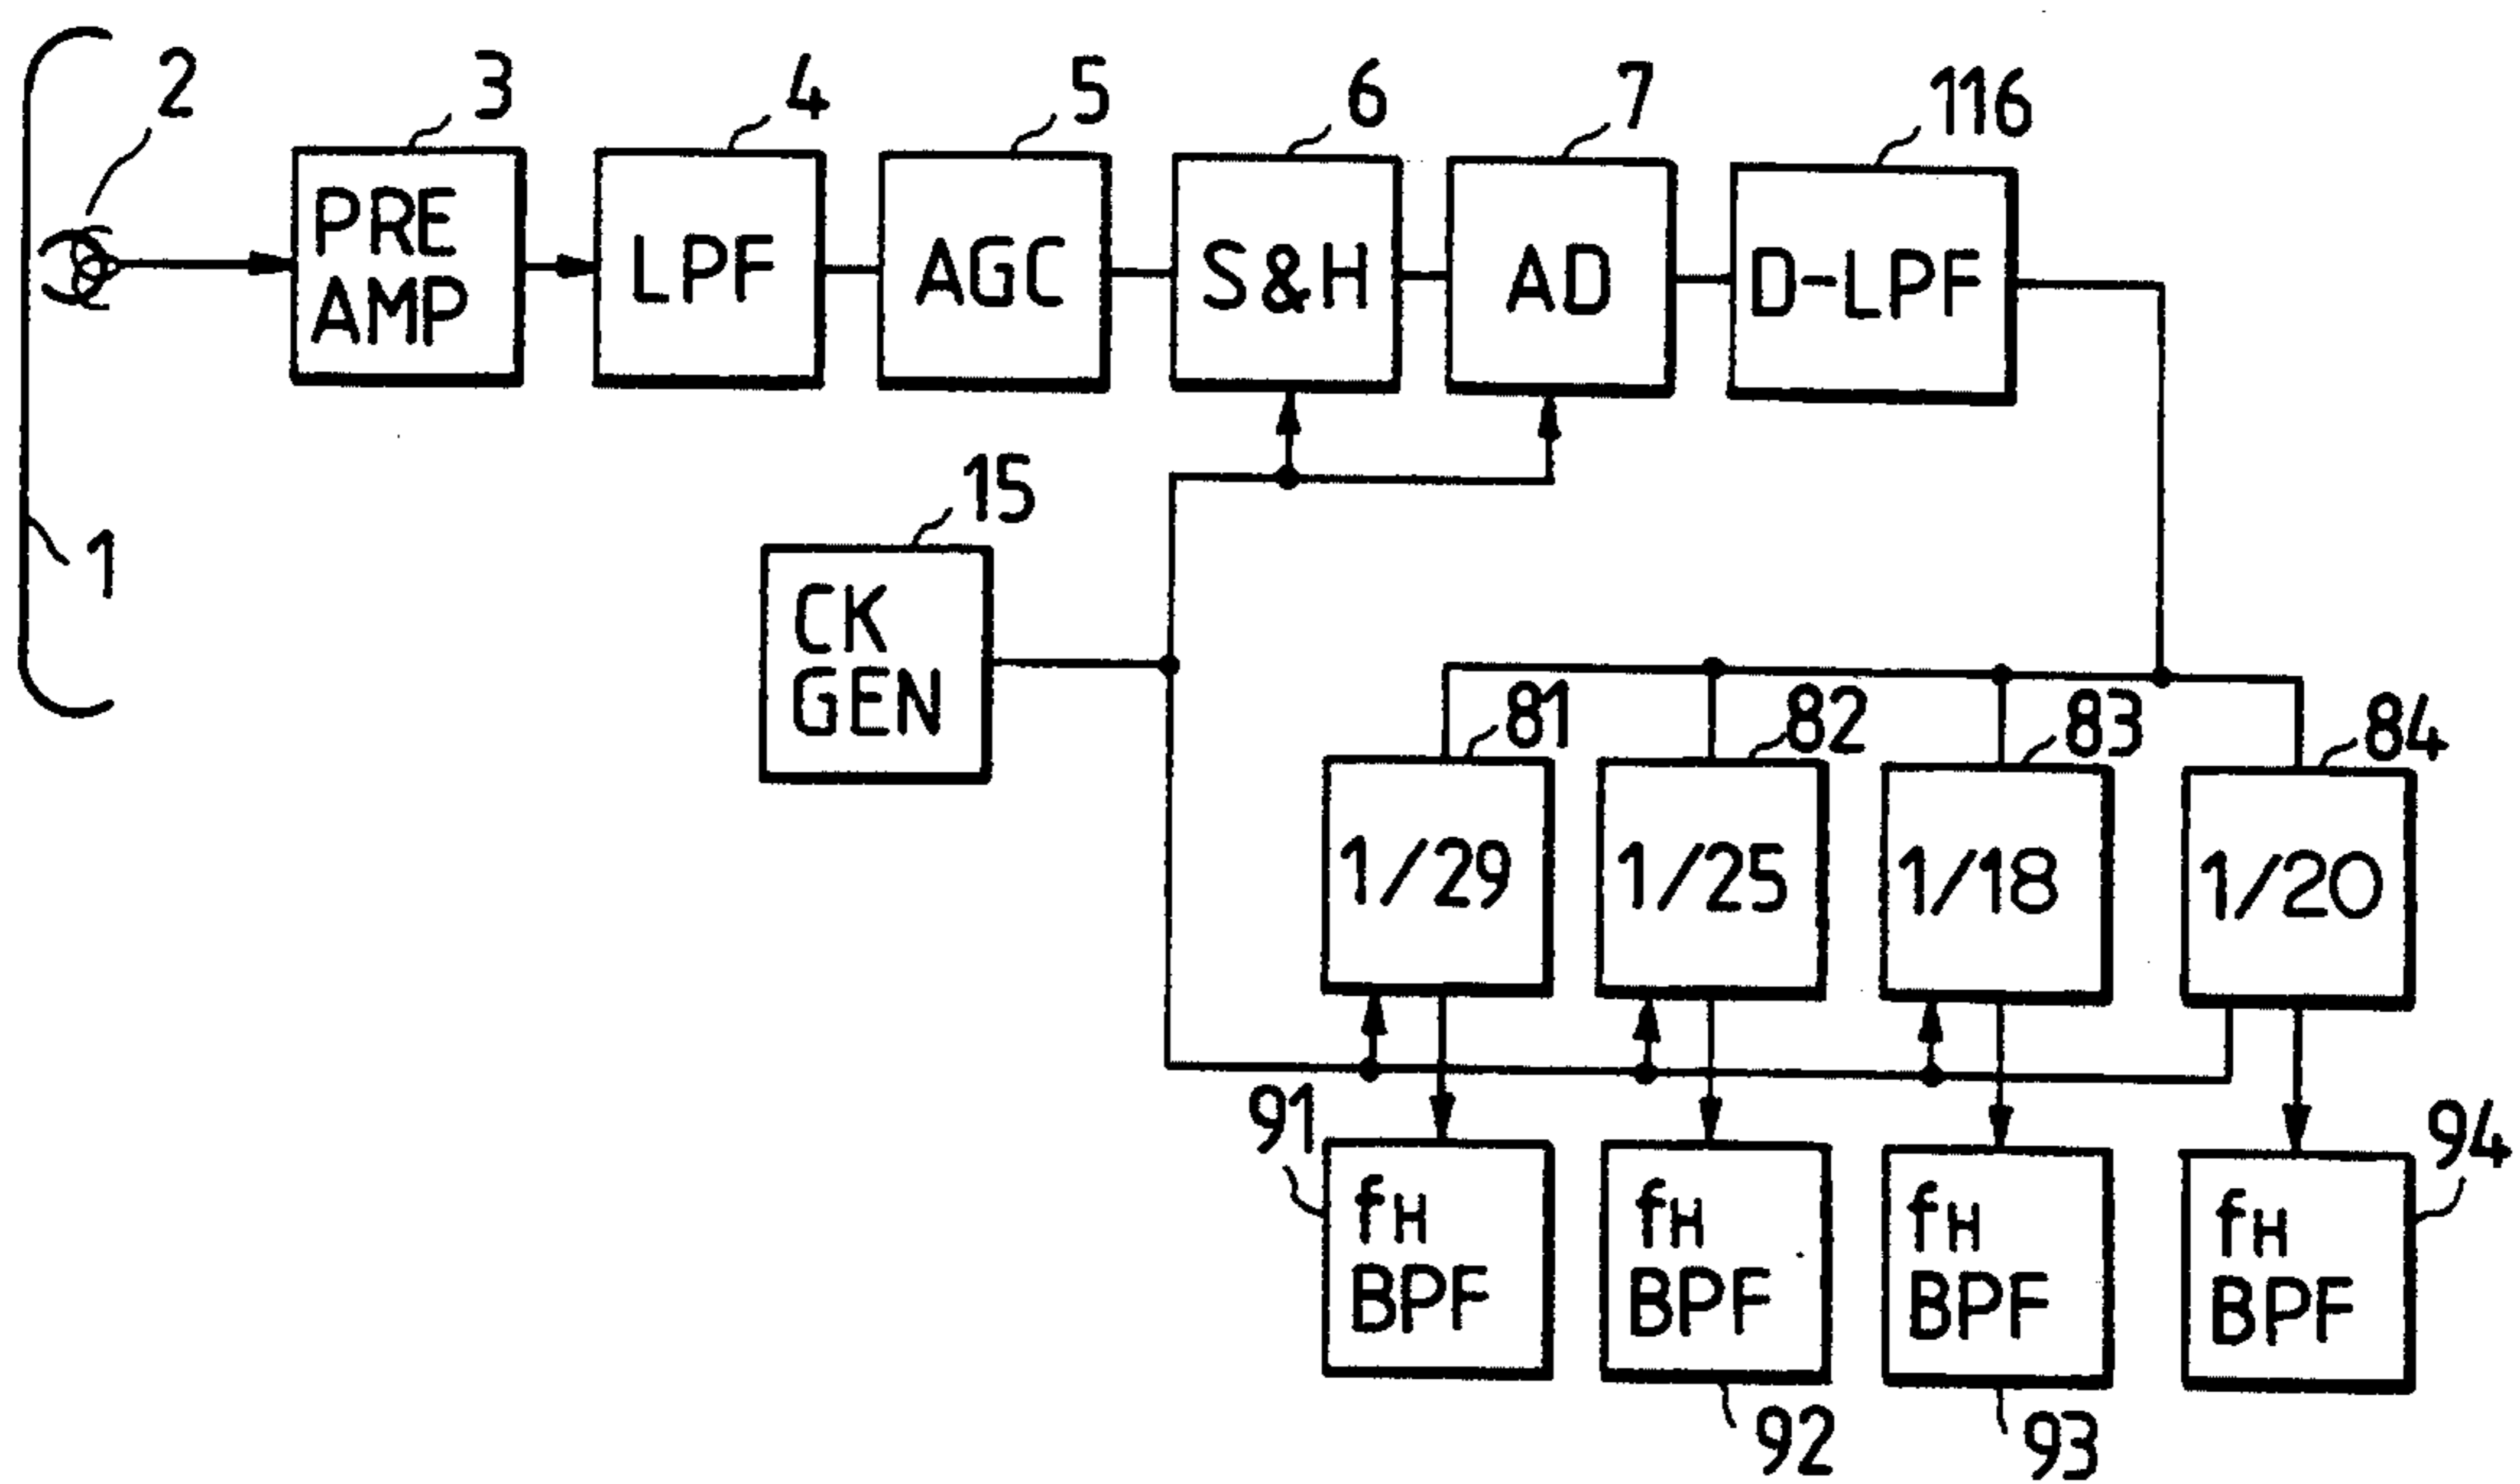 2
3
4
5
6
7
116
PRE
AMP
LPF
AGC
S&H
AD
D-LPF
1
15
CK
GEN
81
82
83
84
1/29
1/25
1/18
1/20
91
94
fH
BPF
fH
BPF
fH
BPF
fH
BPF
92
93